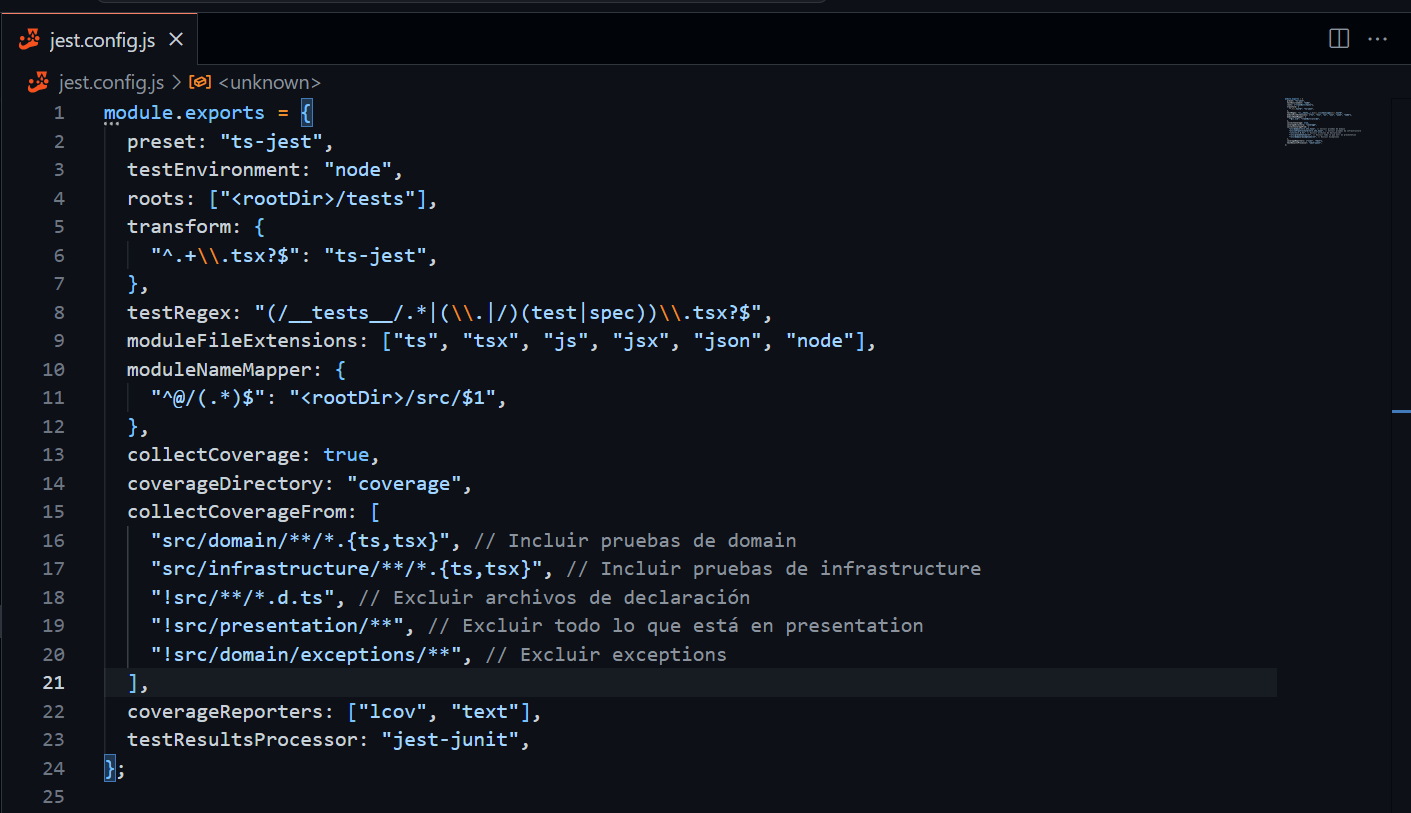 jest.config.js
jest.config.js > <unknown>
1 module.exports = {
2   preset: "ts-jest",
3   testEnvironment: "node",
4   roots: ["<rootDir>/tests"],
5   transform: {
6     "^.+\\.tsx?$": "ts-jest",
7   },
8   testRegex: "(/__tests__/.*|(\\.|/)(test|spec))\\.tsx?$",
9   moduleFileExtensions: ["ts", "tsx", "js", "jsx", "json", "node"],
10   moduleNameMapper: {
11     "^@/(.*)$": "<rootDir>/src/$1",
12   },
13   collectCoverage: true,
14   coverageDirectory: "coverage",
15   collectCoverageFrom: [
16     "src/domain/**/*.{ts,tsx}", // Incluir pruebas de domain
17     "src/infrastructure/**/*.{ts,tsx}", // Incluir pruebas de infrastructure
18     "!src/**/*.d.ts", // Excluir archivos de declaración
19     "!src/presentation/**", // Excluir todo lo que está en presentation
20     "!src/domain/exceptions/**", // Excluir exceptions
21   ],
22   coverageReporters: ["lcov", "text"],
23   testResultsProcessor: "jest-junit",
24 };
25